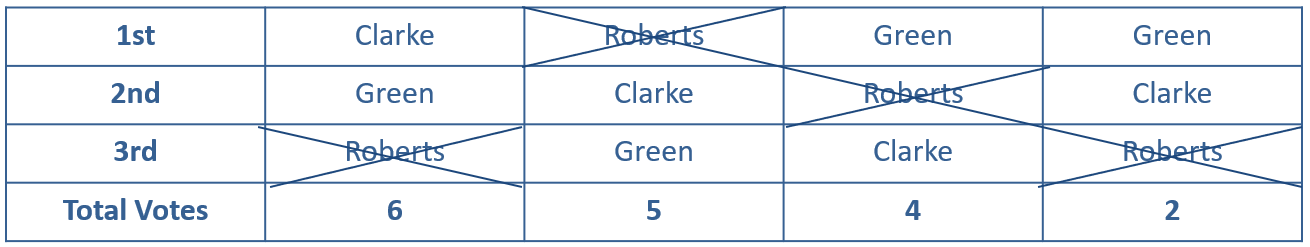 1st Clarke Roberts Green Green
2nd Green Clarke Roberts Clarke
3rd Roberts Green Clarke Roberts
Total Votes 6 5 4 2